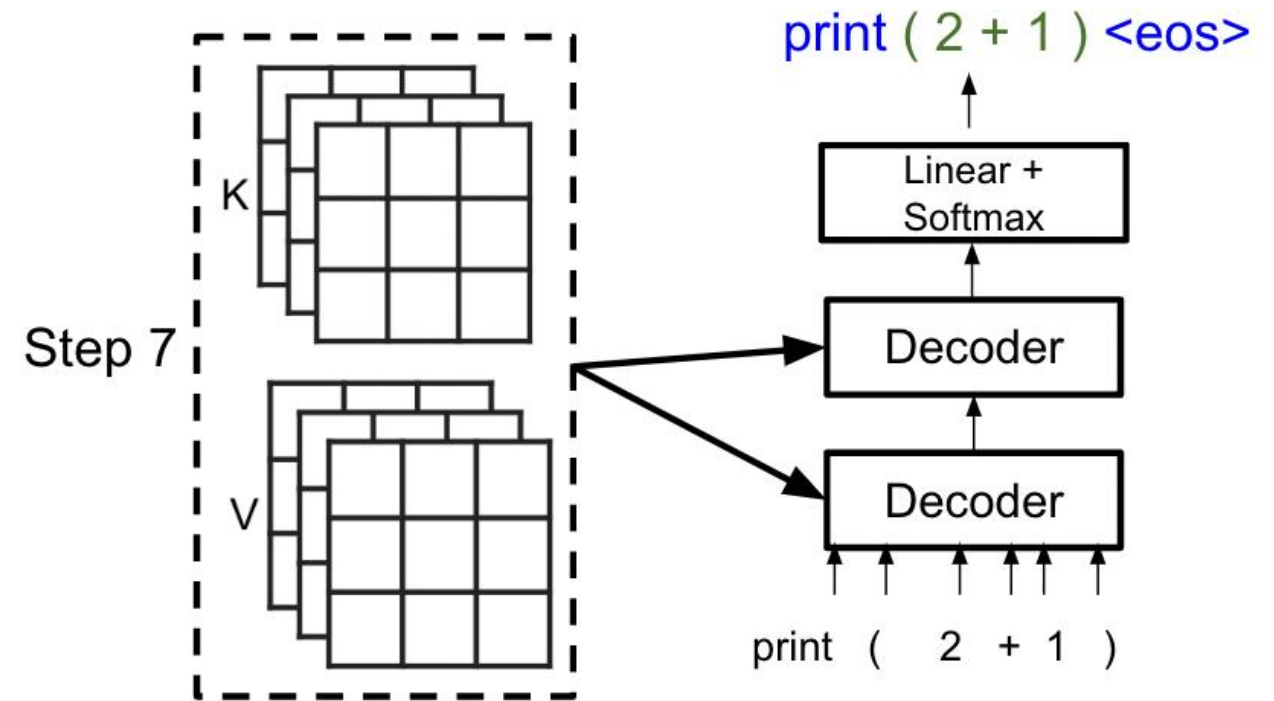 print ( 2 + 1 ) <eos>
K
Linear +
Softmax
Step 7
Decoder
V
Decoder
print ( 2 + 1 )